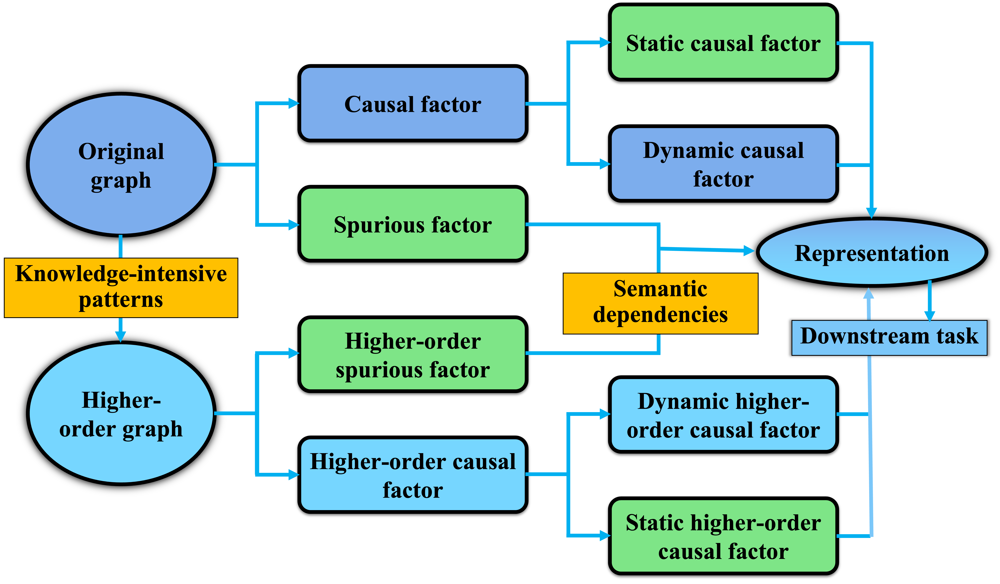 Original
graph
Knowledge-intensive
patterns
Higher-
order graph
Causal factor
Spurious factor
Higher-order
spurious factor
Higher-order causal
factor
Static causal factor
Dynamic causal
factor
Semantic
dependencies
Dynamic higher-
order causal factor
Static higher-order
causal factor
Representation
Downstream task